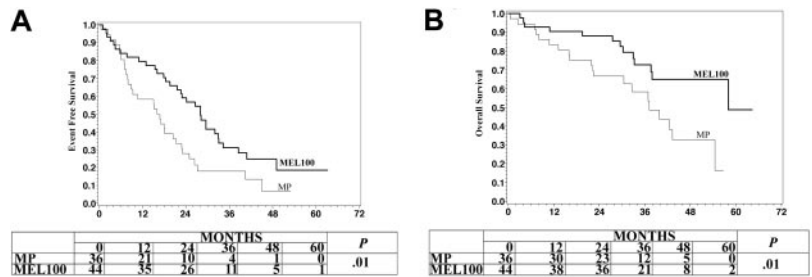 A
Event Free Survival
1.0
0.9
0.8
0.7
0.6
0.5
0.4
0.3
0.2
0.1
0.0
MEL100
MP
0 12 24 36 48 60 72
MONTHS P
0 12 24 36 48 60
MP 36 21 10 4 1 0 .01
MEL100 44 35 26 11 5 1
B
Overall Survival
1.0
0.9
0.8
0.7
0.6
0.5
0.4
0.3
0.2
0.1
0.0
MEL100
MP
0 12 24 36 48 60 72
MONTHS P
0 12 24 36 48 60
MP 36 30 23 12 5 0 .01
MEL100 44 38 36 21 8 2